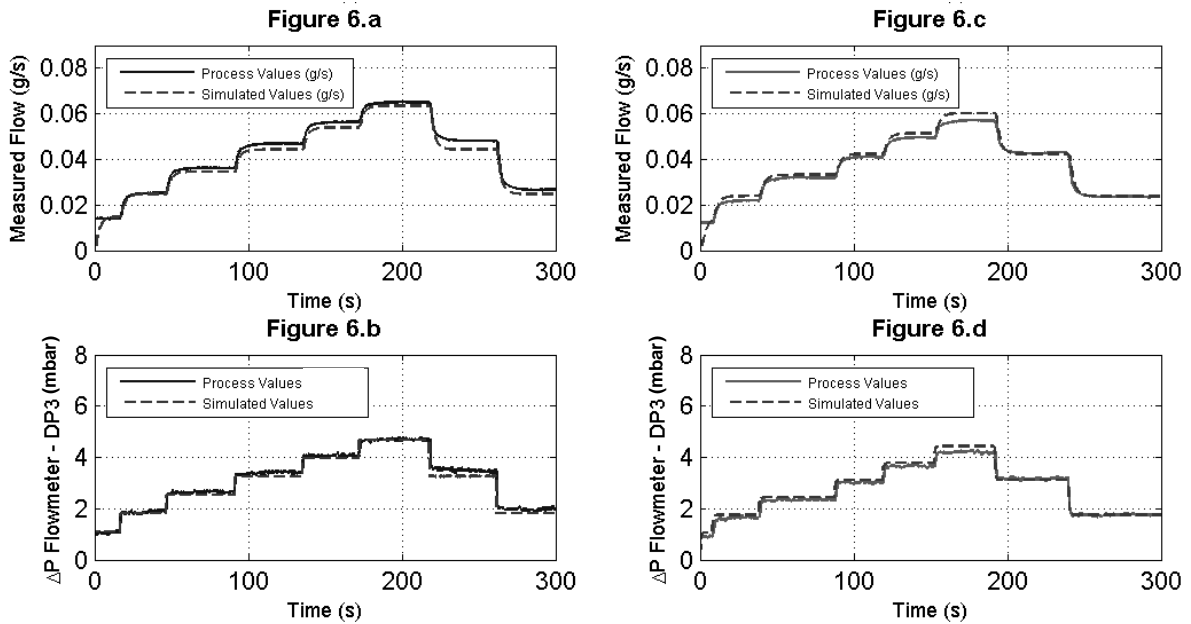 Figure 6.a
Measured Flow (g/s)
0.08
0.06
0.04
0.02
0
Process Values (g/s)
Simulated Values (g/s)
0
100
200
300
Time (s)
Figure 6.c
Measured Flow (g/s)
0.08
0.06
0.04
0.02
0
Process Values (g/s)
Simulated Values (g/s)
0
100
200
300
Time (s)
Figure 6.b
ΔP Flowmeter - DP3 (mbar)
8
6
4
2
0
Process Values
Simulated Values
0
100
200
300
Time (s)
Figure 6.d
ΔP Flowmeter - DP3 (mbar)
8
6
4
2
0
Process Values
Simulated Values
0
100
200
300
Time (s)